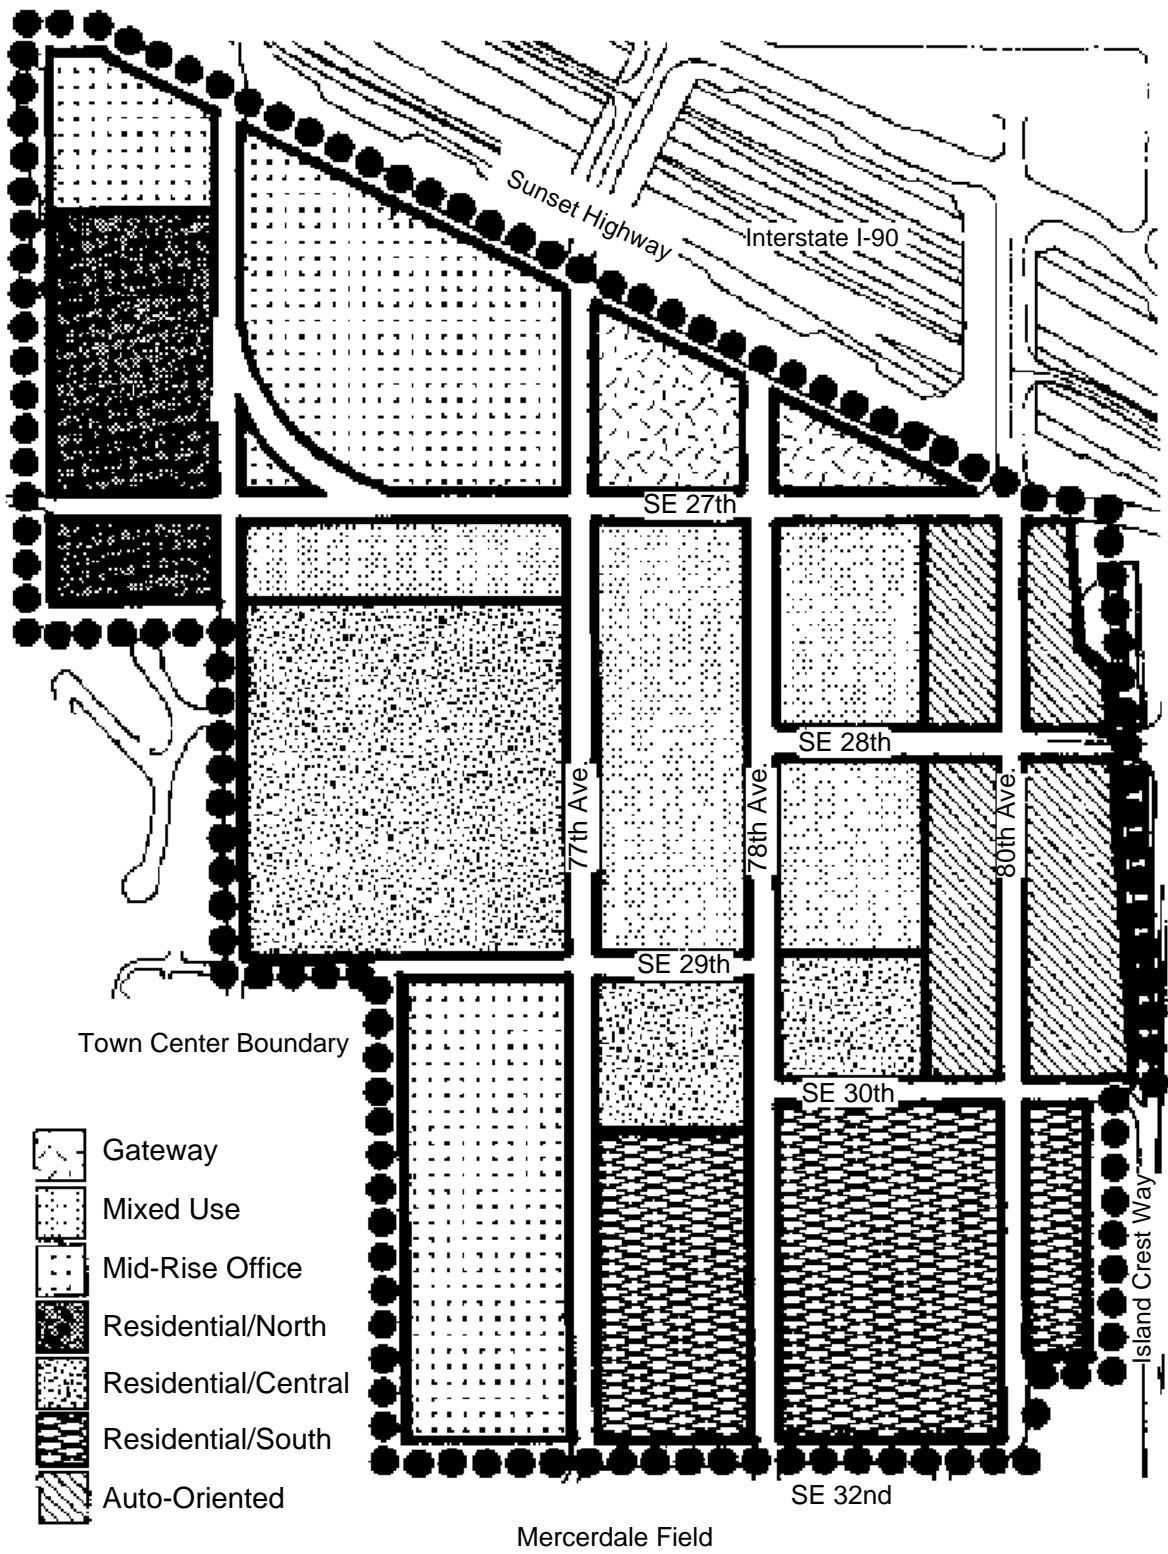 Sunset Highway
Interstate I-90
SE 27th
SE 28th
77th Ave.
78th Ave.
80th Ave.
SE 29th
Town Center Boundary
SE 30th
Gateway
Mixed Use
Mid-Rise Office
Residential/North
Residential/Central
Residential/South
Auto-Oriented
Island Crest Way
SE 32nd
Mercerdale Field